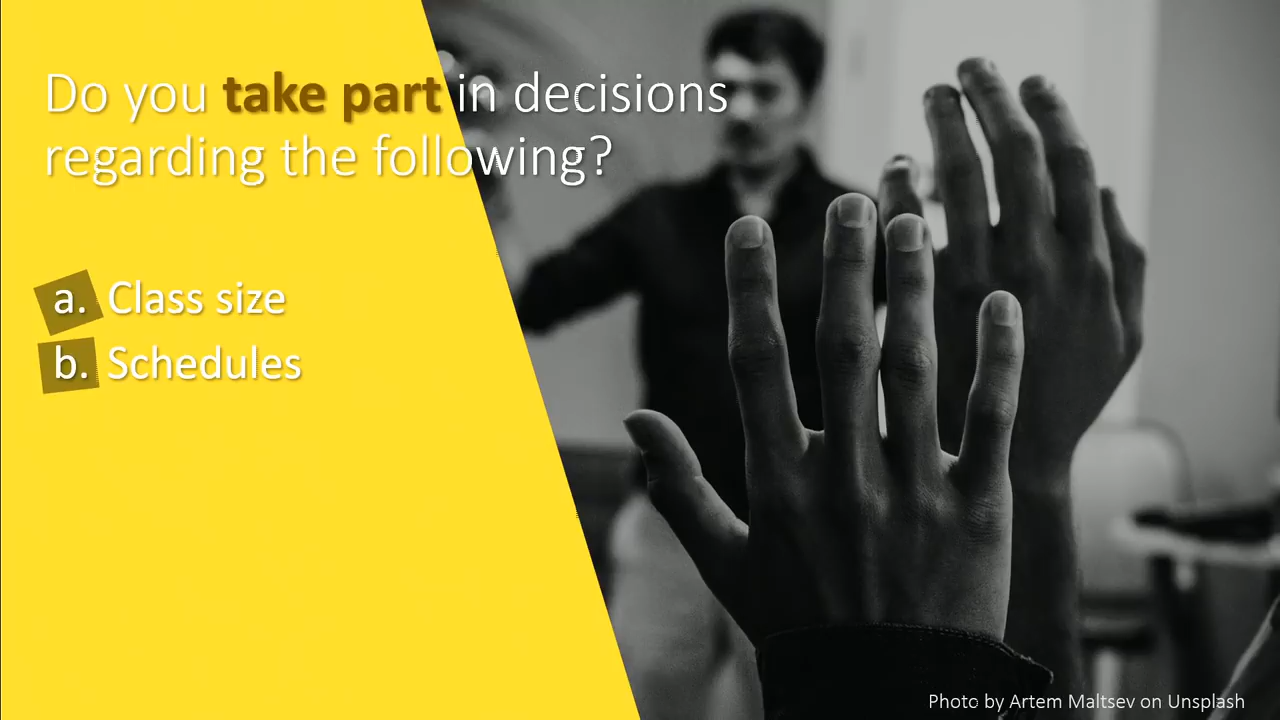 Do you take part in decisions
regarding the following?
a. Class size
b. Schedules
Photo by Artem Maltsev on Unsplash